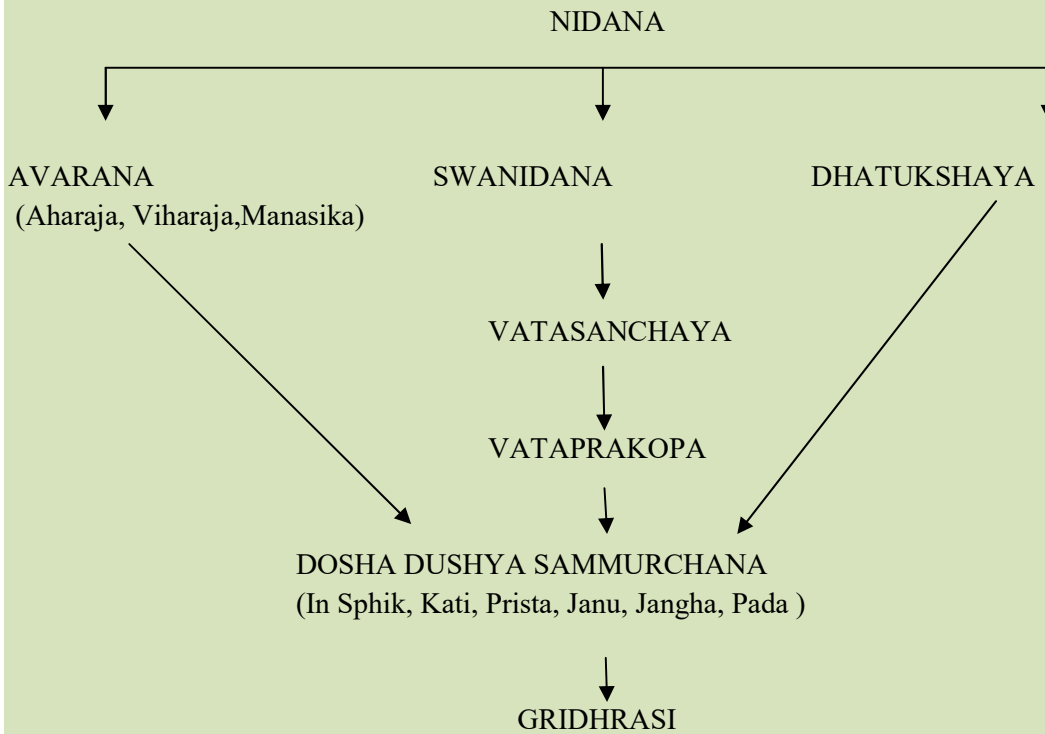 NIDANA
AVARANA
(Aharaja, Viharaja,Manasika)
SWANIDANA
DHATUKSHAYA
VATASANCHAYA
VATAPRAKOPA
DOSHA DUSHYA SAMMURCHANA
(In Sphik, Kati, Prista, Janu, Jangha, Pada )
GRIDHRASI